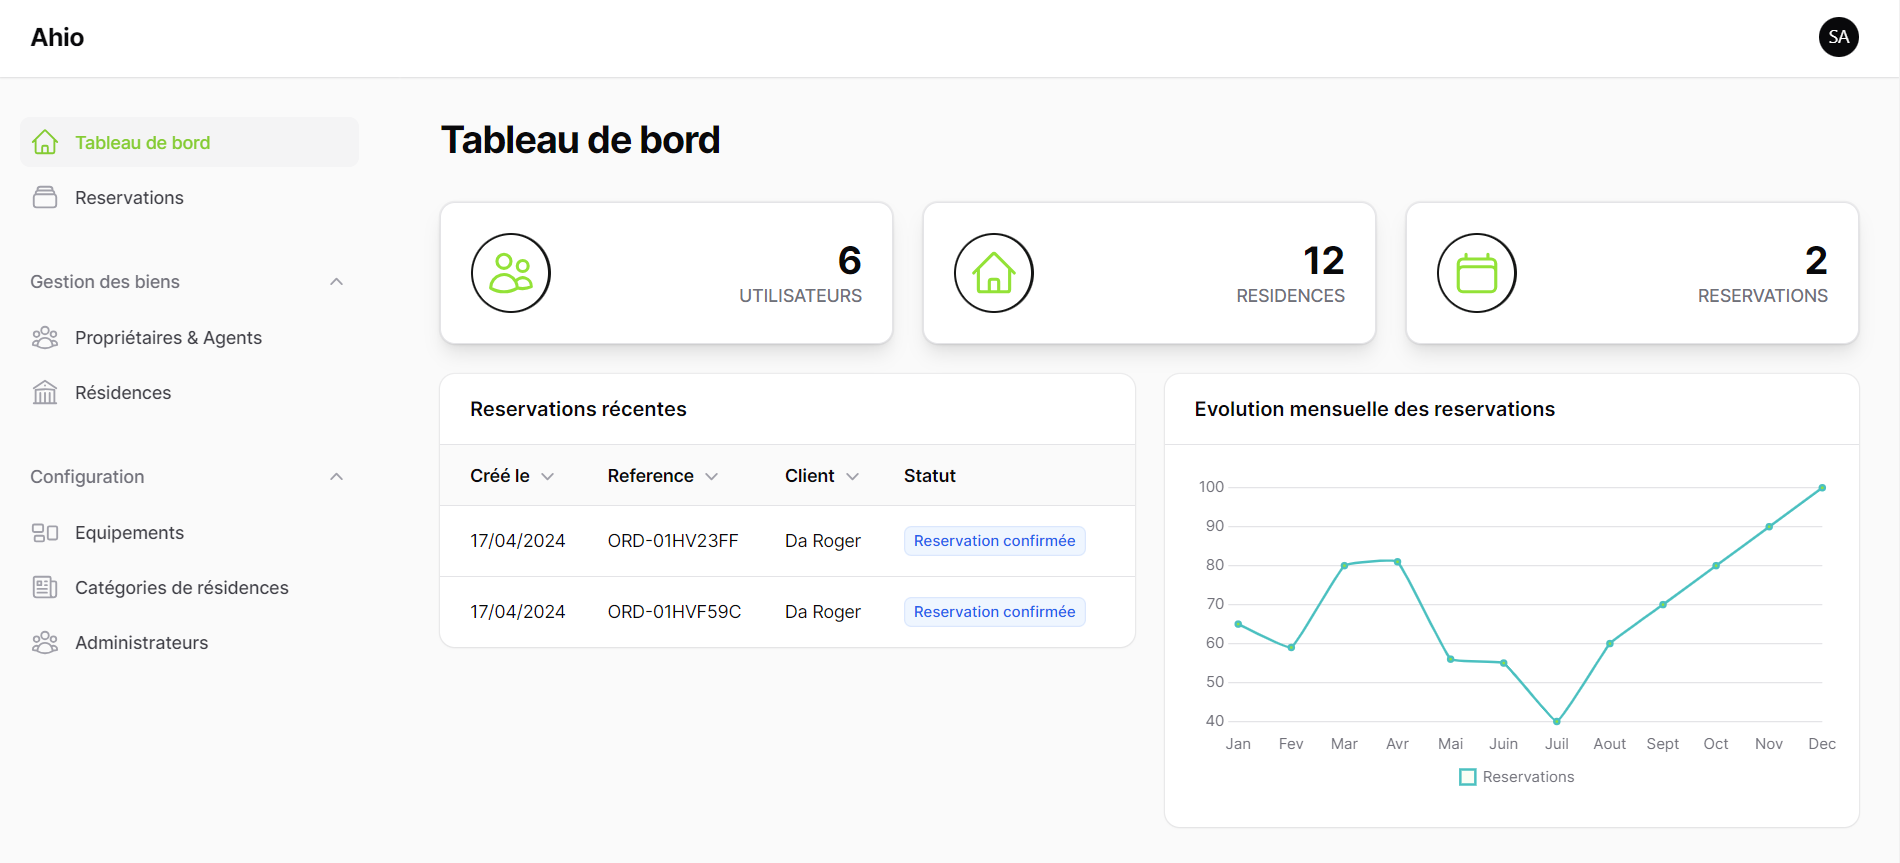 Ahio
SA
Tableau de bord
Reservations
Gestion des biens
Propriétaires & Agents
Résidences
Configuration
Equipements
Catégories de résidences
Administrateurs
Tableau de bord
6
UTILISATEURS
12
RESIDENCES
2
RESERVATIONS
Reservations récentes
Créé le Reference Client Statut
17/04/2024 ORD-01HV23FF Da Roger Reservation confirmée
17/04/2024 ORD-01HVF59C Da Roger Reservation confirmée
Evolution mensuelle des reservations
100
90
80
70
60
50
40
Jan Fev Mar Avr Mai Juin Juil Aout Sept Oct Nov Dec
Reservations